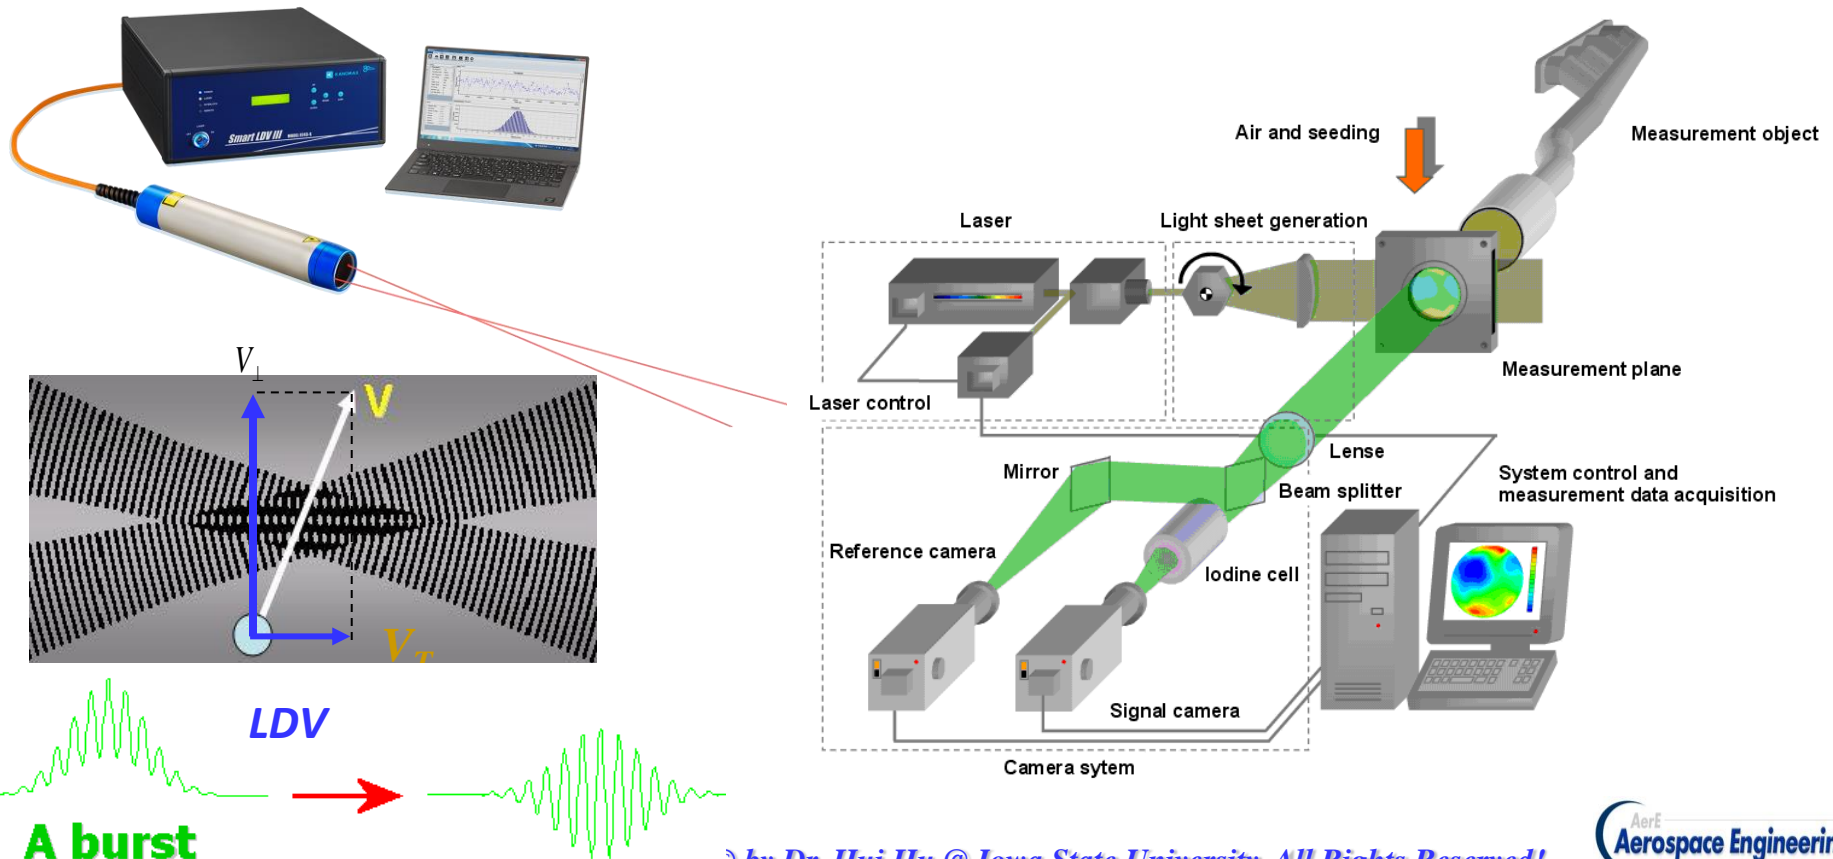 Smart LDV III
Air and seeding
Measurement object
Laser
Light sheet generation
V⊥
V
Measurement plane
Laser control
Lense
Mirror
System control and
measurement data acquisition
Beam splitter
Reference camera
Iodine cell
V_T
Signal camera
LDV
Camera sytem
A burst
AerE
Aerospace Engineerin
© by Dr. Hui Hu @ Iowa State University. All Rights Reserved!